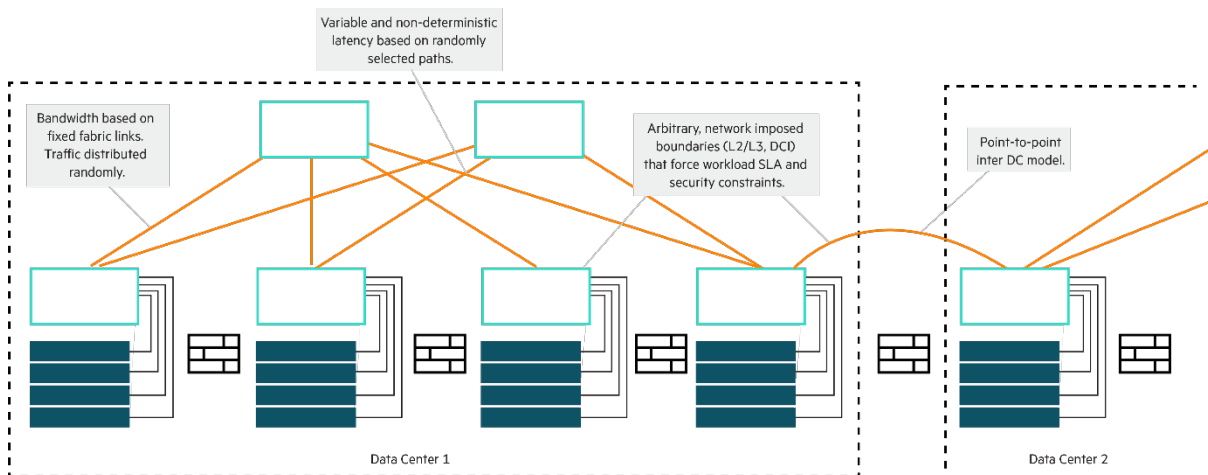 Variable and non-deterministic
latency based on randomly
selected paths.
Bandwidth based on
fixed fabric links.
Traffic distributed
randomly.
Arbitrary, network imposed
boundaries (L2/L3, DCI)
that force workload SLA and
security constraints.
Point-to-point
inter DC model.
Data Center 1
Data Center 2